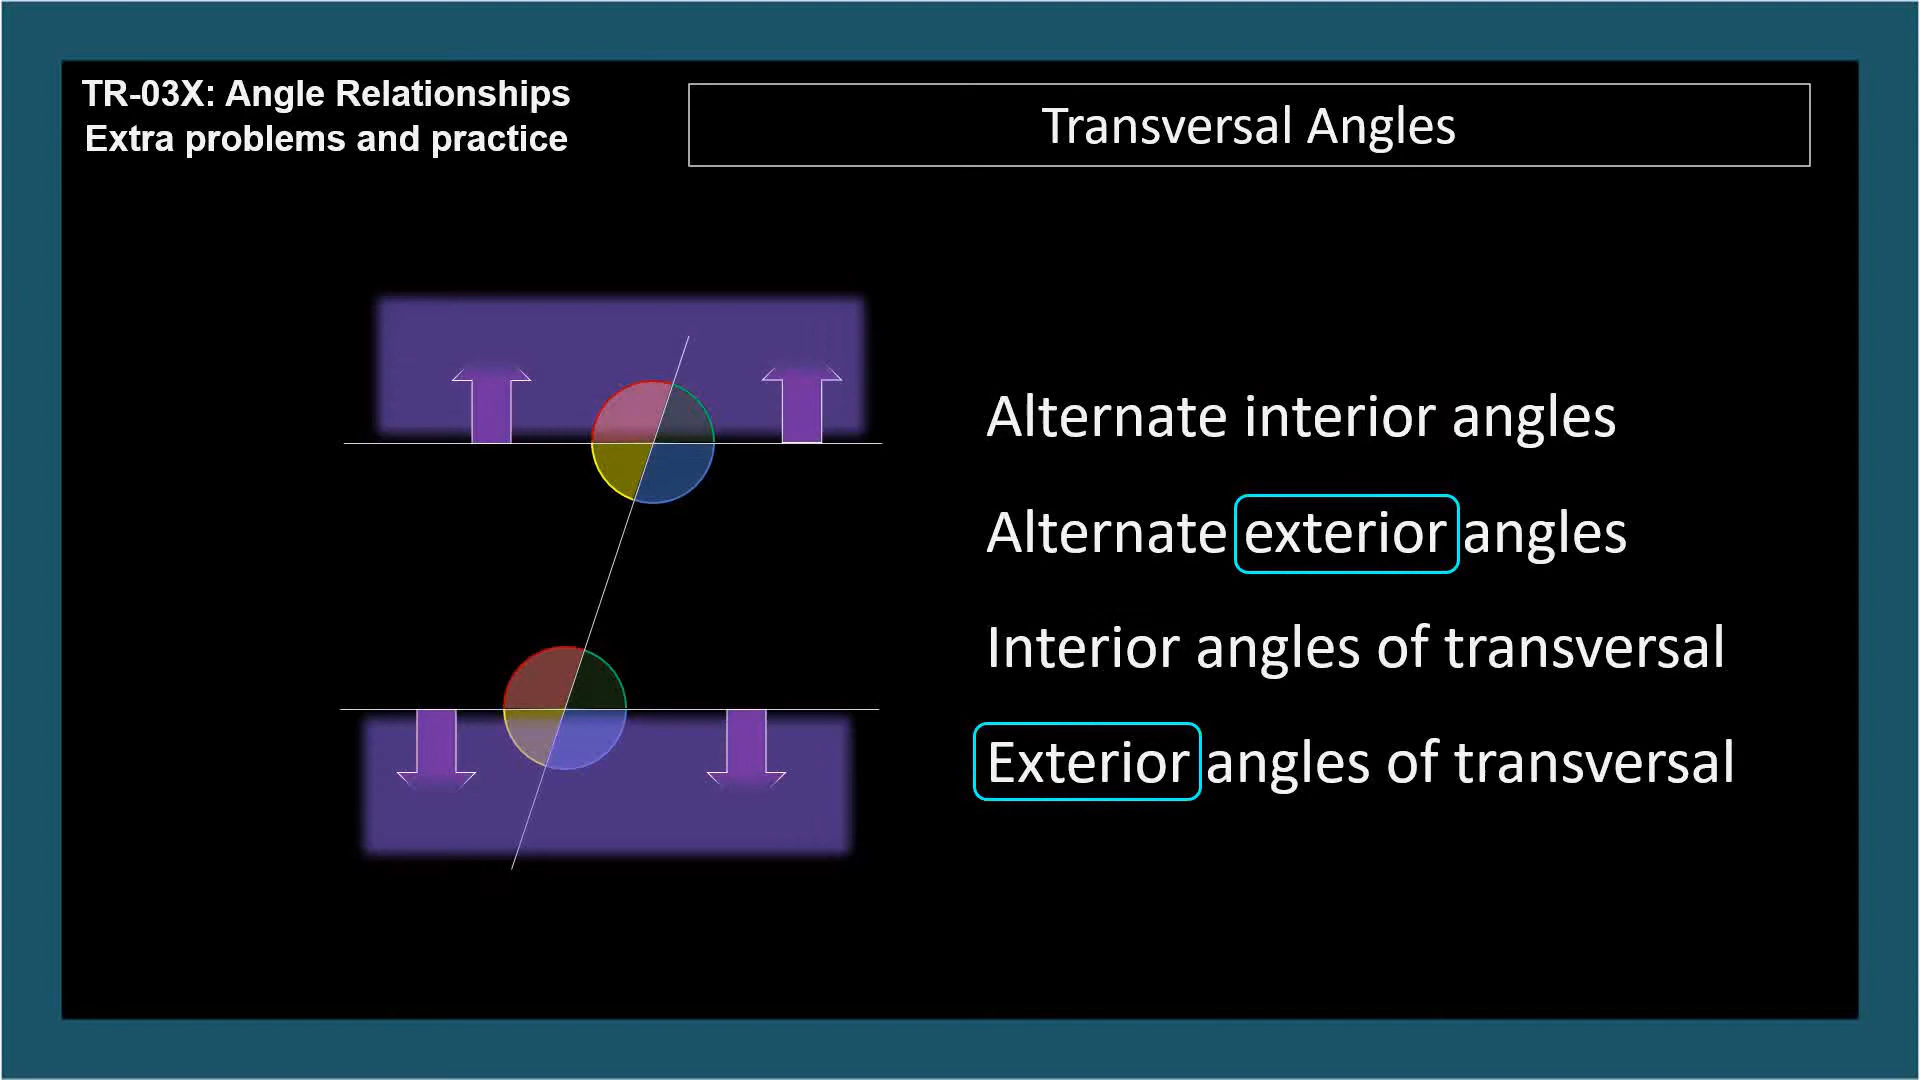 TR-03X: Angle Relationships
Extra problems and practice
Transversal Angles
Alternate interior angles
Alternate exterior angles
Interior angles of transversal
Exterior angles of transversal